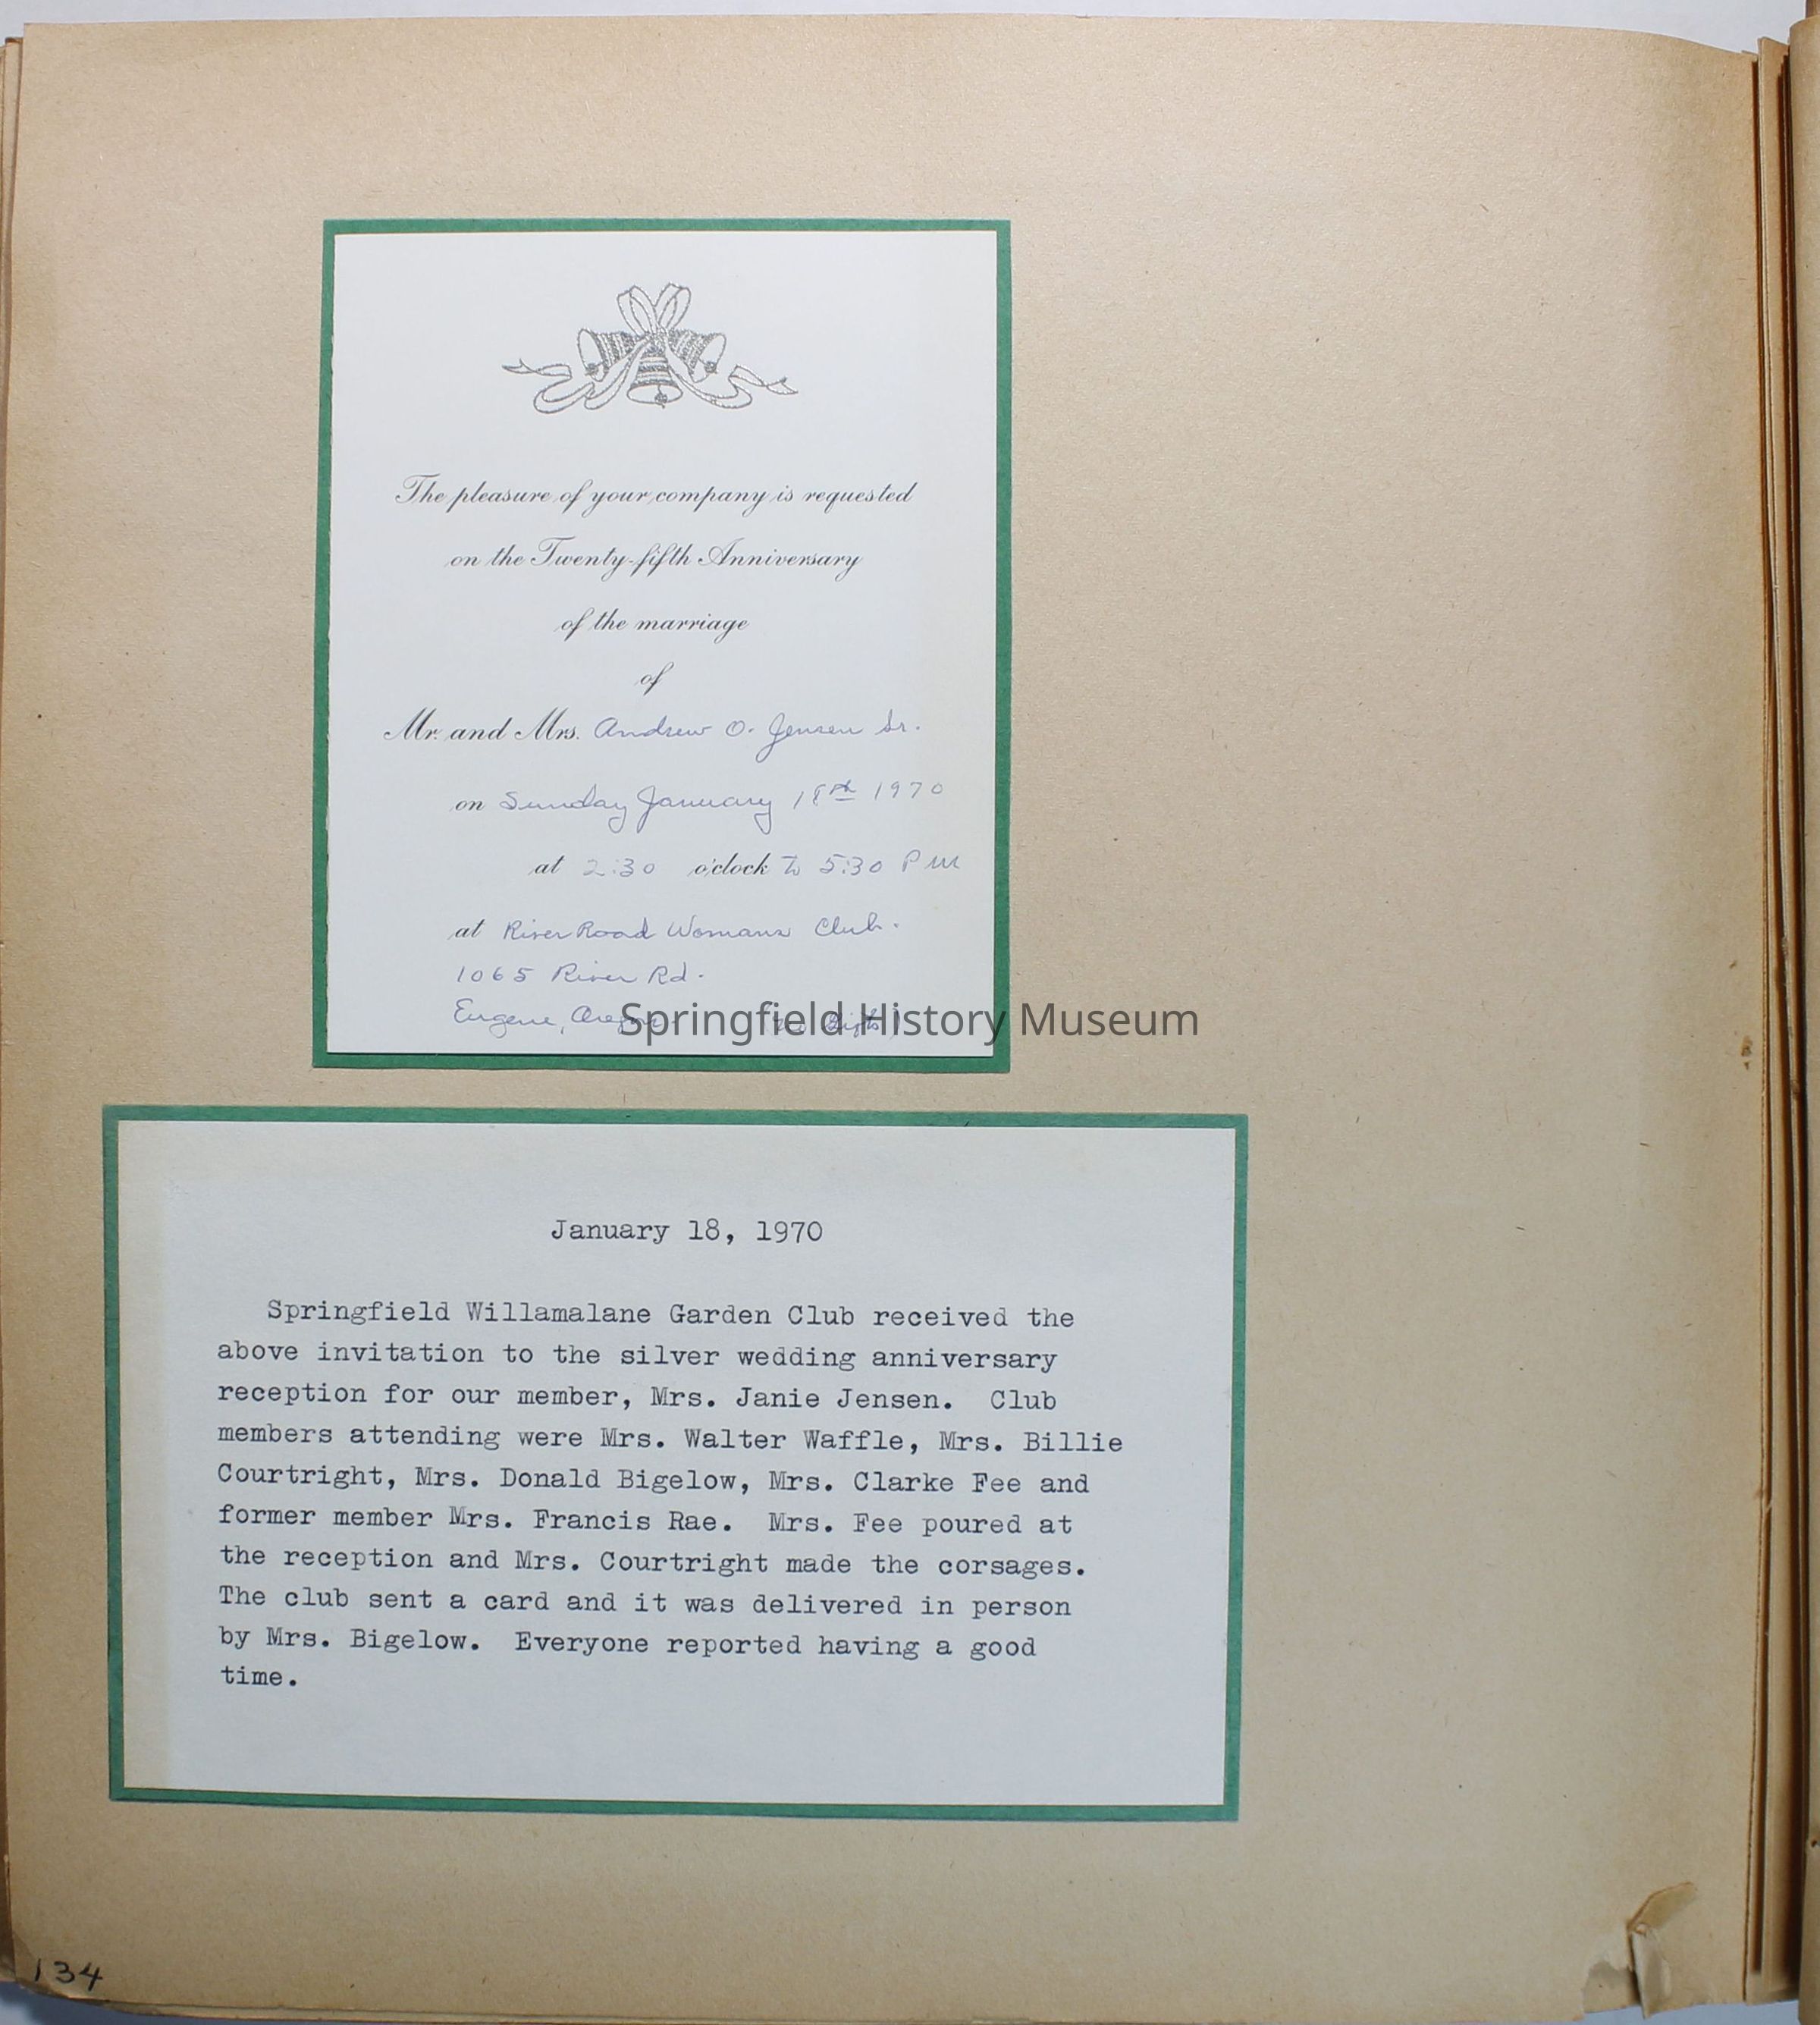 The pleasure of your company is requested
on the Twenty-fifth Anniversary
of the marriage
of
Mr. and Mrs. Andrew O. Jensen Sr.
on Sunday January 18th 1970
at 2:30 o'clock to 5:30 P m
at River Road Womans Club.
1065 River Rd.
Eugene, Oregon. (no Gifts)
Springfield History Museum
January 18, 1970
Springfield Willamalane Garden Club received the
above invitation to the silver wedding anniversary
reception for our member, Mrs. Janie Jensen. Club
members attending were Mrs. Walter Waffle, Mrs. Billie
Courtright, Mrs. Donald Bigelow, Mrs. Clarke Fee and
former member Mrs. Francis Rae. Mrs. Fee poured at
the reception and Mrs. Courtright made the corsages.
The club sent a card and it was delivered in person
by Mrs. Bigelow. Everyone reported having a good
time.
134